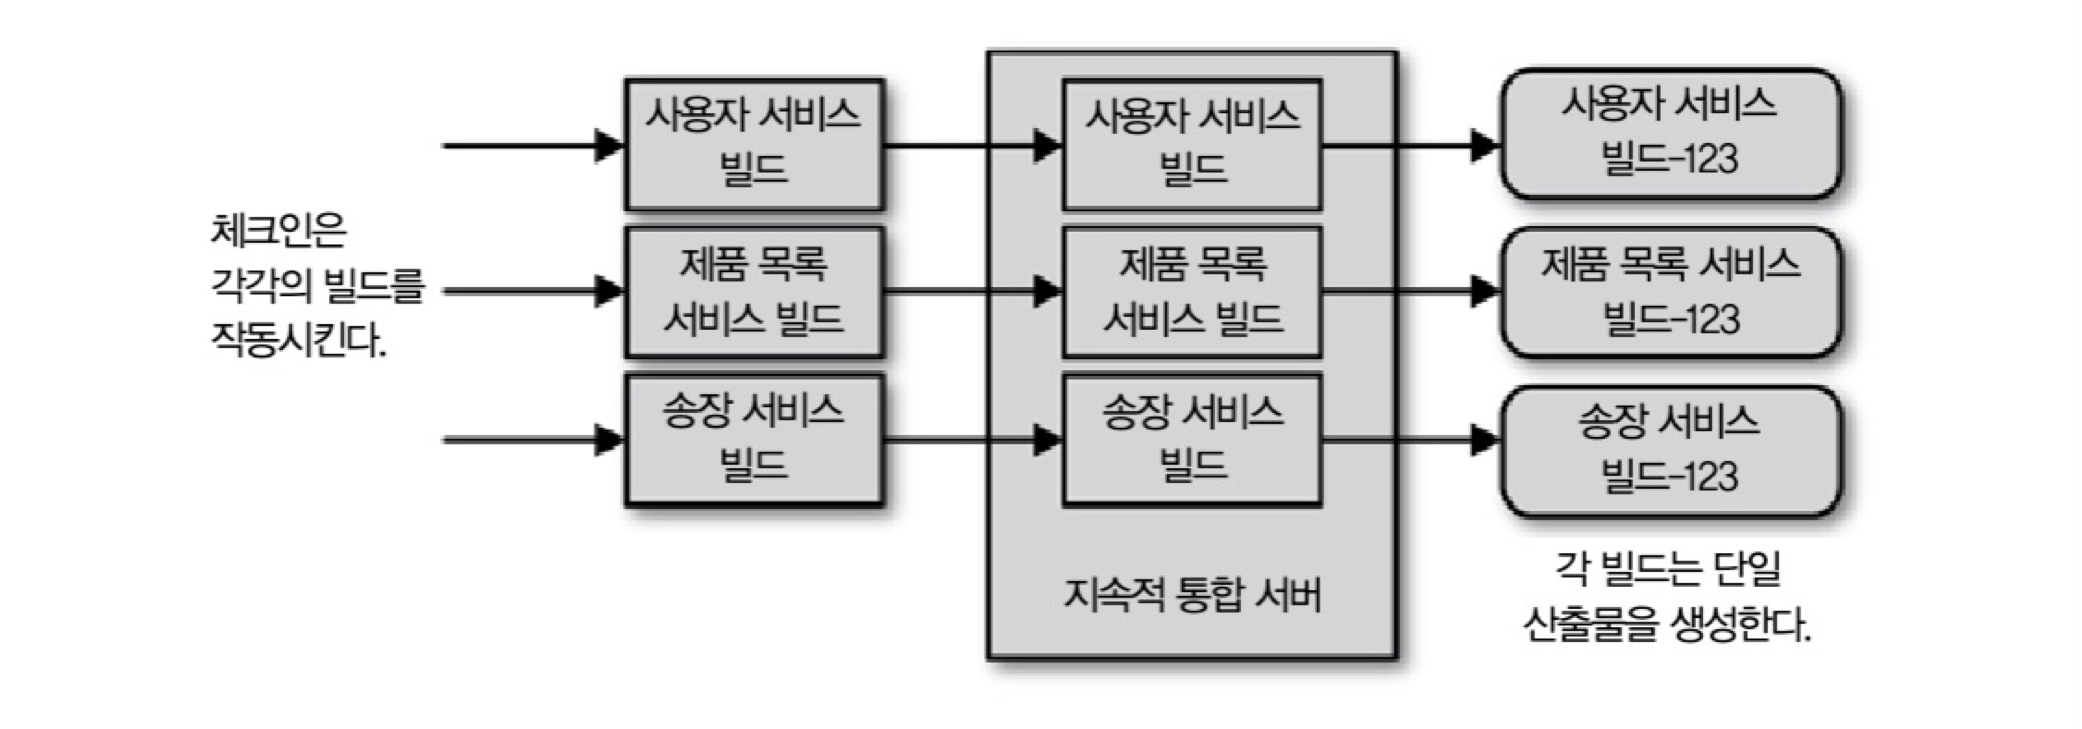 체크인은
각각의 빌드를
작동시킨다.
사용자 서비스
빌드
제품 목록
서비스 빌드
송장 서비스
빌드
사용자 서비스
빌드
제품 목록
서비스 빌드
송장 서비스
빌드
지속적 통합 서버
사용자 서비스
빌드-123
제품 목록 서비스
빌드-123
송장 서비스
빌드-123
각 빌드는 단일
산출물을 생성한다.